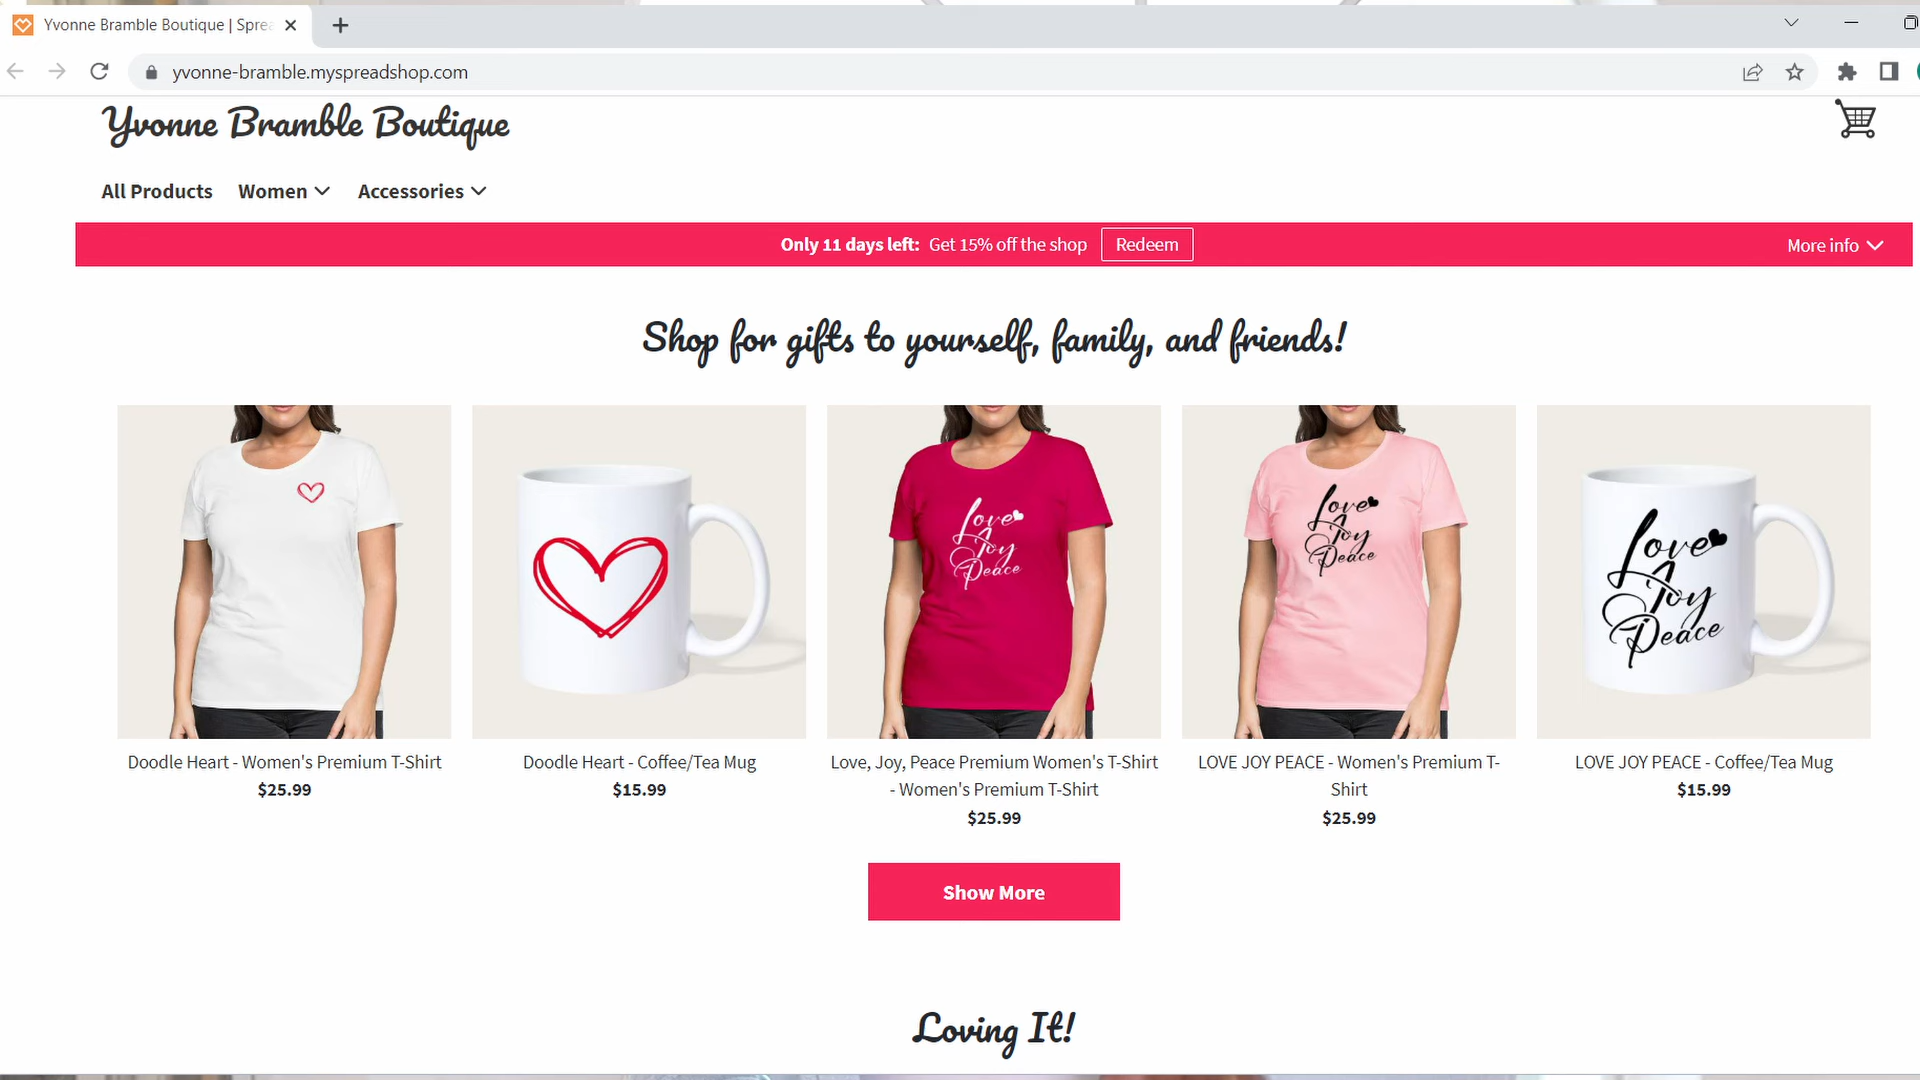 Yvonne Bramble Boutique | Sprea
yvonne-bramble.myspreadshop.com
Yvonne Bramble Boutique
All Products Women Accessories
Only 11 days left: Get 15% off the shop Redeem More info
Shop for gifts to yourself, family, and friends!
Love
Joy
Peace
Love
Joy
Peace
Love
Joy
Peace
Doodle Heart - Women's Premium T-Shirt
$25.99
Doodle Heart - Coffee/Tea Mug
$15.99
Love, Joy, Peace Premium Women's T-Shirt
- Women's Premium T-Shirt
$25.99
LOVE JOY PEACE - Women's Premium T-
Shirt
$25.99
LOVE JOY PEACE - Coffee/Tea Mug
$15.99
Show More
Loving It!